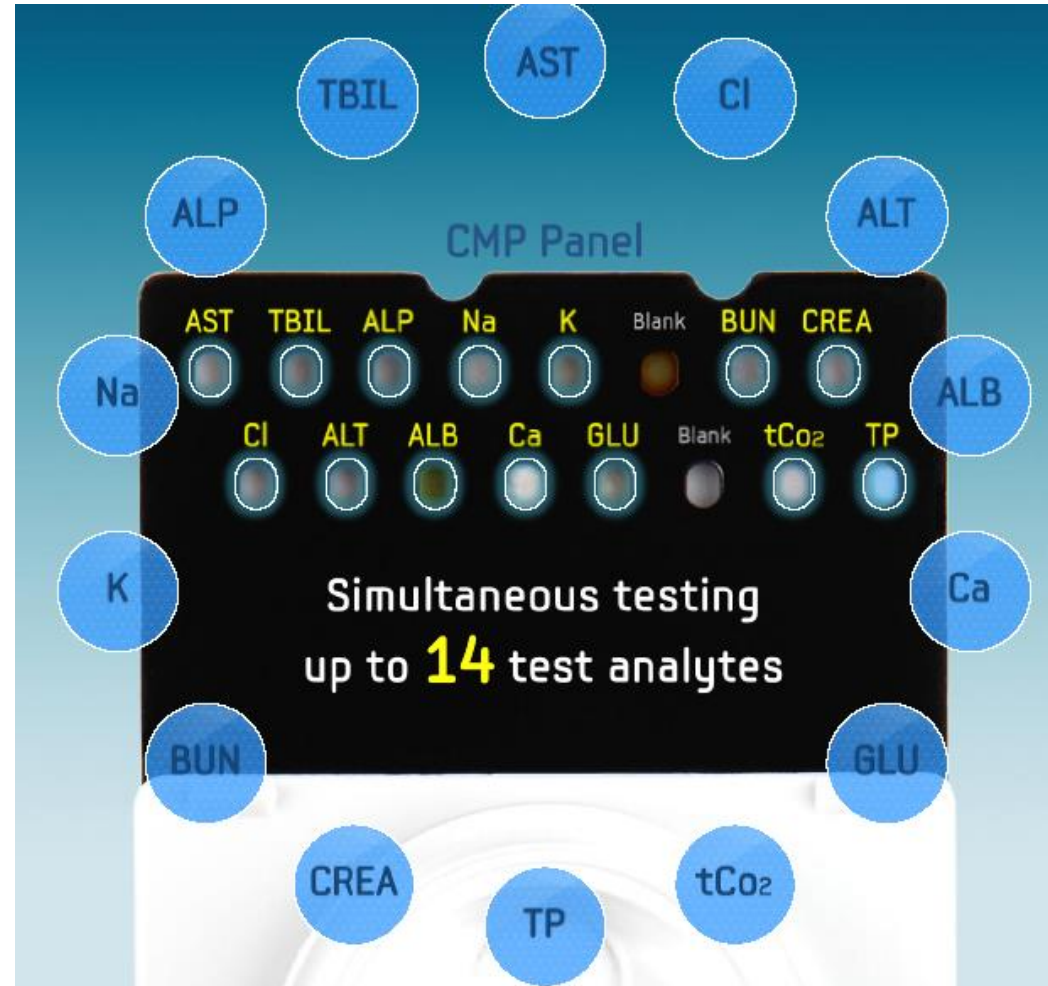 AST
TBIL
Cl
ALP
ALT
CMP Panel
AST TBIL ALP Na K Blank BUN CREA
Na
ALB
Cl ALT ALB Ca GLU Blank tCo₂ TP
K
Ca
Simultaneous testing
up to 14 test analytes
BUN
GLU
CREA
tCo₂
TP